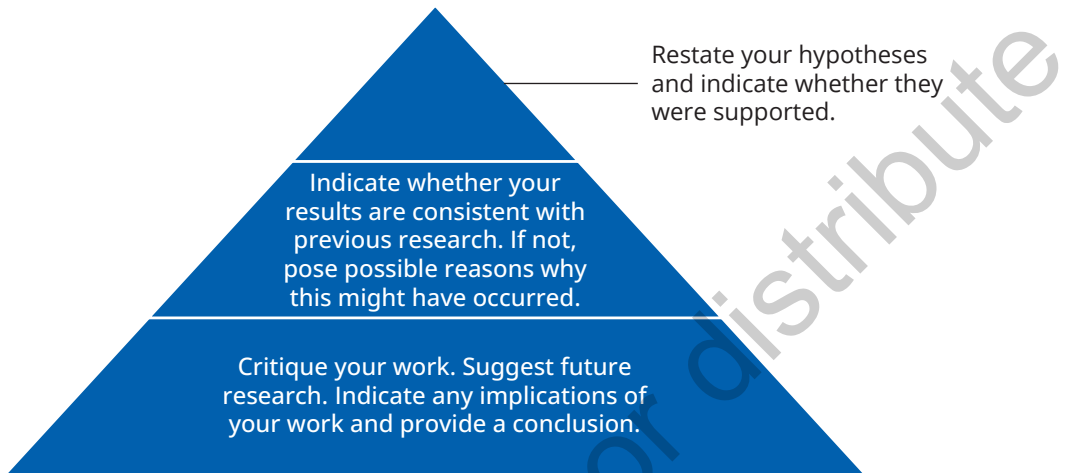 Restate your hypotheses
and indicate whether they
were supported.
Indicate whether your
results are consistent with
previous research. If not,
pose possible reasons why
this might have occurred.
Critique your work. Suggest future
research. Indicate any implications of
your work and provide a conclusion.
or distribute